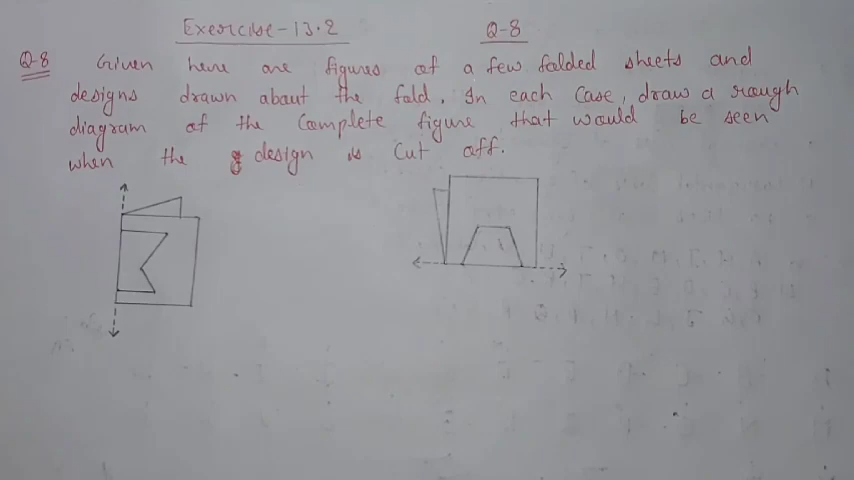 Exercise-13.2 Q-8
Q-8 Given here are figures of a few folded sheets and
designs drawn about the fold. In each case, draw a rough
diagram of the complete figure that would be seen
when the design is cut off.